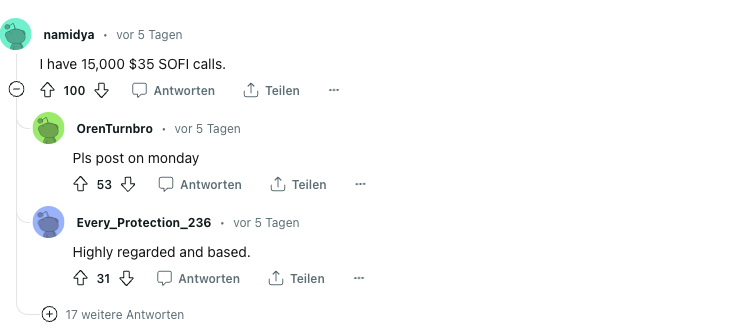 namidya • vor 5 Tagen
I have 15,000 $35 SOFI calls.
100 Antworten Teilen ...
OrenTurnbro • vor 5 Tagen
Pls post on monday
53 Antworten Teilen ...
Every_Protection_236 • vor 5 Tagen
Highly regarded and based.
31 Antworten Teilen ...
17 weitere Antworten